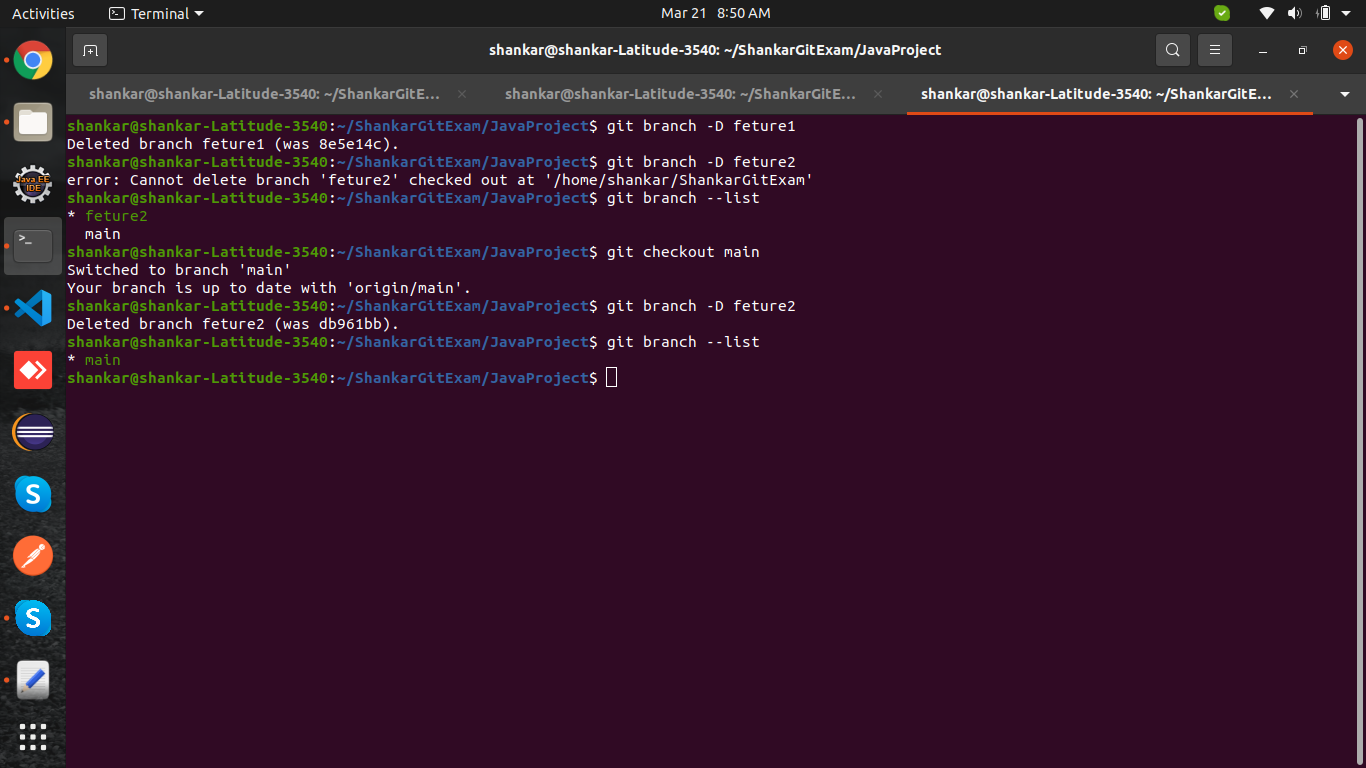 Activities
Terminal
Mar 21 8:50 AM
shankar@shankar-Latitude-3540: ~/ShankarGitExam/JavaProject
shankar@shankar-Latitude-3540: ~/ShankarGitE...
shankar@shankar-Latitude-3540: ~/ShankarGitE...
shankar@shankar-Latitude-3540: ~/ShankarGitE...
Java EE
IDE
shankar@shankar-Latitude-3540:~/ShankarGitExam/JavaProject$ git branch -D feture1
Deleted branch feture1 (was 8e5e14c).
shankar@shankar-Latitude-3540:~/ShankarGitExam/JavaProject$ git branch -D feture2
error: Cannot delete branch 'feture2' checked out at '/home/shankar/ShankarGitExam'
shankar@shankar-Latitude-3540:~/ShankarGitExam/JavaProject$ git branch --list
* feture2
  main
shankar@shankar-Latitude-3540:~/ShankarGitExam/JavaProject$ git checkout main
Switched to branch 'main'
Your branch is up to date with 'origin/main'.
shankar@shankar-Latitude-3540:~/ShankarGitExam/JavaProject$ git branch -D feture2
Deleted branch feture2 (was db961bb).
shankar@shankar-Latitude-3540:~/ShankarGitExam/JavaProject$ git branch --list
* main
shankar@shankar-Latitude-3540:~/ShankarGitExam/JavaProject$